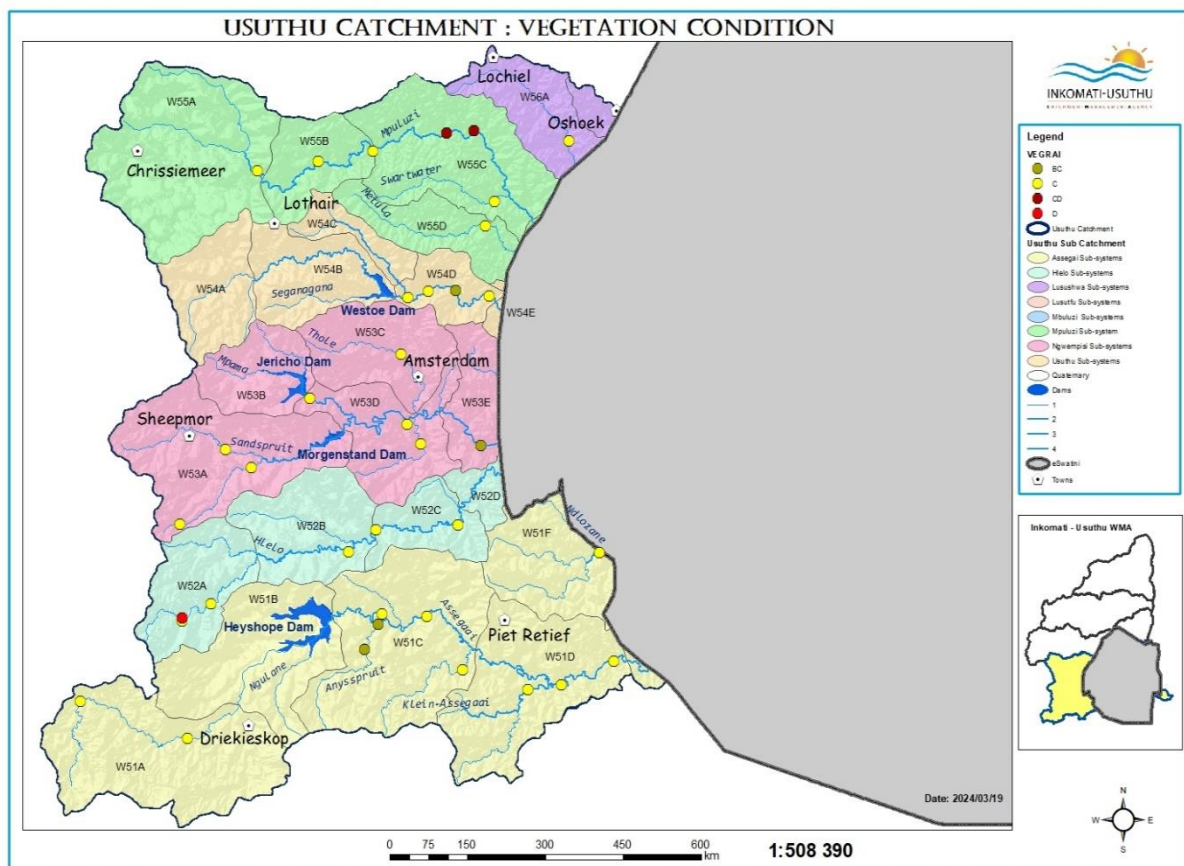 USUTHU CATCHMENT : VEGETATION CONDITION
Lochiel
W56A
Oshoek
W55A
W55B
Mpuluzi
W55C
Chrissiemeer
Swartwater
Metula
Lothair
W54C
W55D
W54B
W54D
W54A
Seganagana
W54E
Westoe Dam
Thole
W53C
Mpama
Jericho Dam
Amsterdam
W53B
W53D
W53E
Sheepmor
Sandspruit
Morgenstand Dam
W53A
W52D
W52C
W52B
Ndlozane
W51F
Hlelo
W52A
W51B
Assegaai
Heyshope Dam
W51C
Piet Retief
W51D
Ngulane
Anysspruit
Klein-Assegaai
Driekieskop
W51A
Date: 2024/03/19
0 75 150 300 450 600
km
1:508 390
INKOMATI-USUTHU
CATCHMENT MANAGEMENT AGENCY
Legend
VEGRAI
BC
C
CD
D
Usuthu Catchment
Usuthu Sub Catchment
Assegai Sub-systems
Hlelo Sub-systems
Lusushwa Sub-systems
Lusutfu Sub-systems
Mbuluzi Sub-systems
Mpuluzi Sub-system
Ngwempisi Sub-systems
Usuthu Sub-systems
Quaternary
Dams
1
2
3
4
eSwatni
Towns
Inkomati - Usuthu WMA
N
W E
S